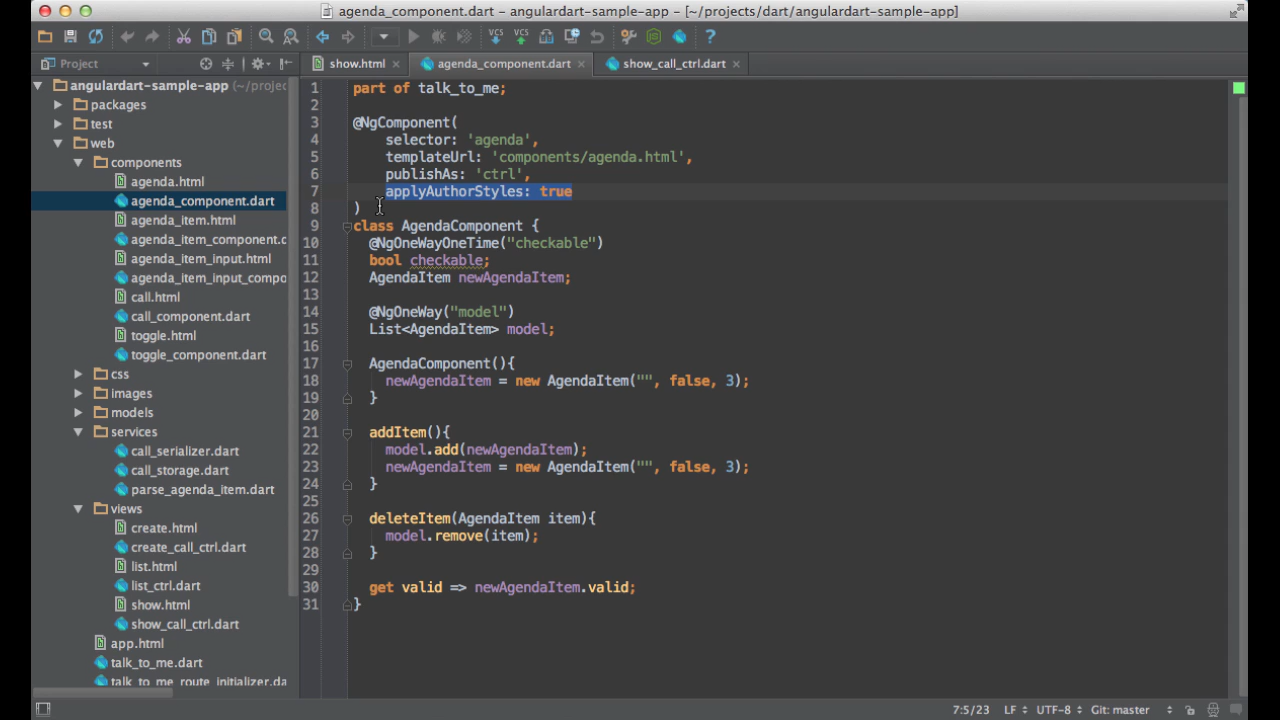 agenda_component.dart – angulardart-sample-app – [~/projects/dart/angulardart-sample-app]
VCS VCS ?
Project
show.html
agenda_component.dart
show_call_ctrl.dart
angulardart-sample-app (~/projec
packages
test
web
components
agenda.html
agenda_component.dart
agenda_item.html
agenda_item_component.c
agenda_item_input.html
agenda_item_input_compo
call.html
call_component.dart
toggle.html
toggle_component.dart
css
images
models
services
call_serializer.dart
call_storage.dart
parse_agenda_item.dart
views
create.html
create_call_ctrl.dart
list.html
list_ctrl.dart
show.html
show_call_ctrl.dart
app.html
talk_to_me.dart
talk_to_me_route_initializer.da
1 part of talk_to_me;
2
3 @NgComponent(
4     selector: 'agenda',
5     templateUrl: 'components/agenda.html',
6     publishAs: 'ctrl',
7     applyAuthorStyles: true
8 )
9 class AgendaComponent {
10   @NgOneWayOneTime("checkable")
11   bool checkable;
12   AgendaItem newAgendaItem;
13
14   @NgOneWay("model")
15   List<AgendaItem> model;
16
17   AgendaComponent(){
18     newAgendaItem = new AgendaItem("", false, 3);
19   }
20
21   addItem(){
22     model.add(newAgendaItem);
23     newAgendaItem = new AgendaItem("", false, 3);
24   }
25
26   deleteItem(AgendaItem item){
27     model.remove(item);
28   }
29
30   get valid => newAgendaItem.valid;
31 }
7:5/23 LF UTF-8 Git: master